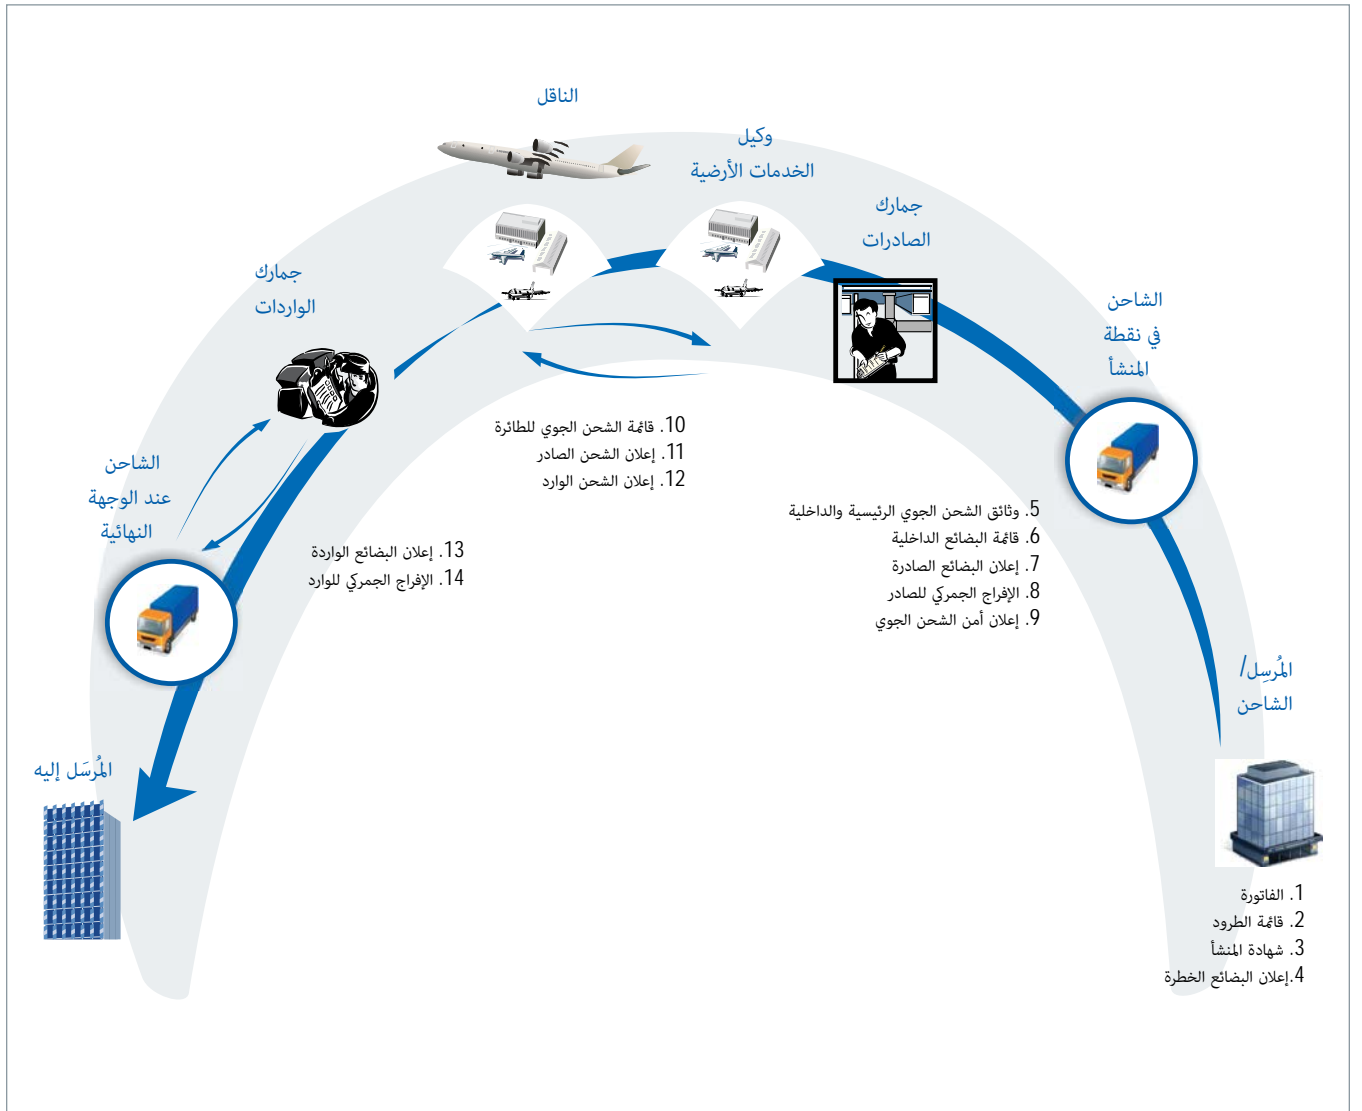 الناقل
وكيل
الخدمات الأرضية
جمارك
الصادرات
الشاحن
في نقطة
المنشأ
المُرسِل/
الشاحن
1. الفاتورة
2. قائمة الطرود
3. شهادة المنشأ
4.إعلان البضائع الخطرة
5. وثائق الشحن الجوي الرئيسية والداخلية
6. قائمة البضائع الداخلية
7. إعلان البضائع الصادرة
8. الإفراج الجمركي للصادر
9. إعلان أمن الشحن الجوي
10. قائمة الشحن الجوي للطائرة
11. إعلان الشحن الصادر
12. إعلان الشحن الوارد
جمارك
الواردات
13. إعلان البضائع الواردة
14. الإفراج الجمركي للوارد
الشاحن
عند الوجهة
النهائية
المُرسَل إليه